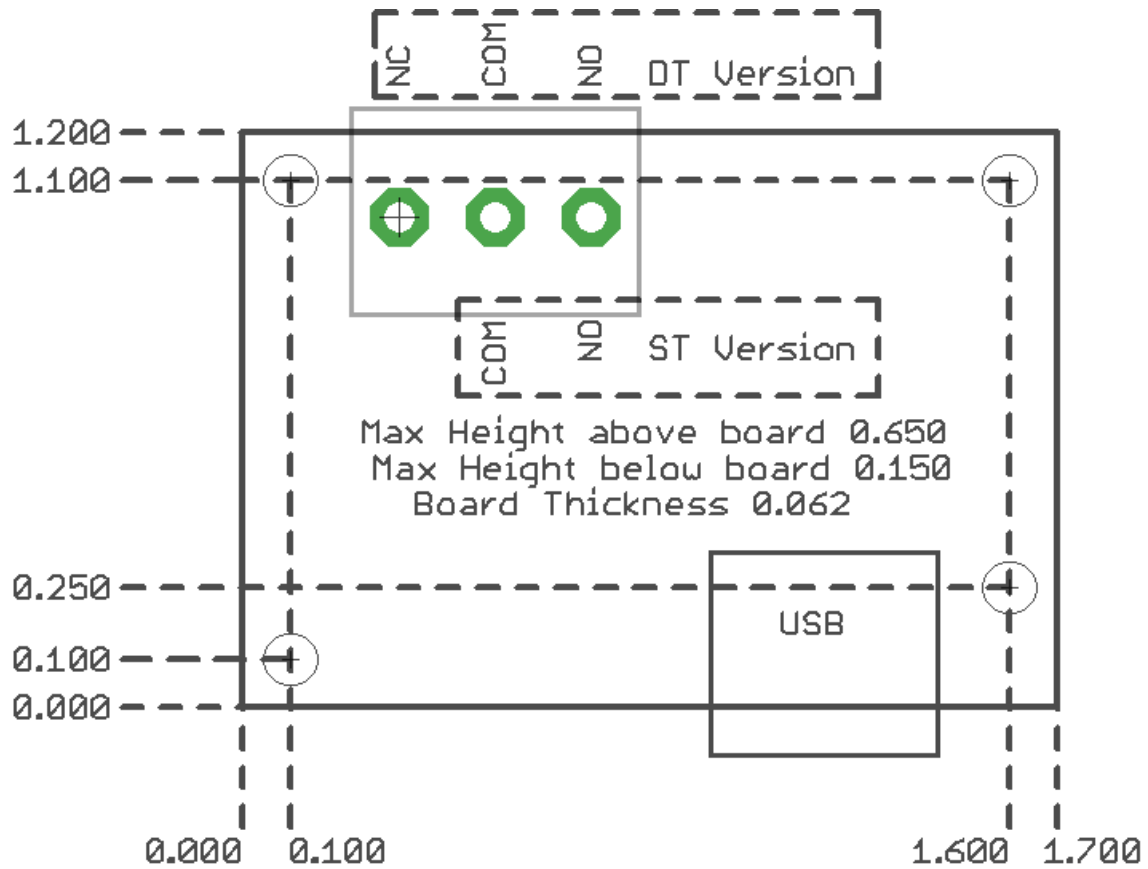 NC COM NO DT Version
1.200
1.100
COM NO ST Version
Max Height above board 0.650
Max Height below board 0.150
Board Thickness 0.062
0.250
USB
0.100
0.000
0.000 0.100 1.600 1.700